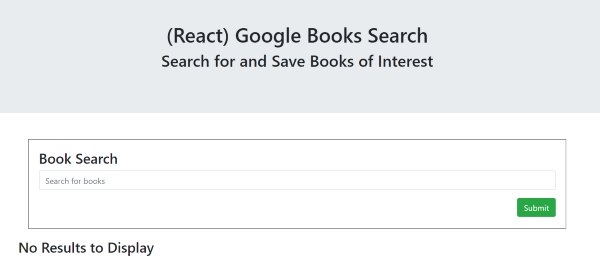 (React) Google Books Search
Search for and Save Books of Interest
Book Search
Search for books
Submit
No Results to Display